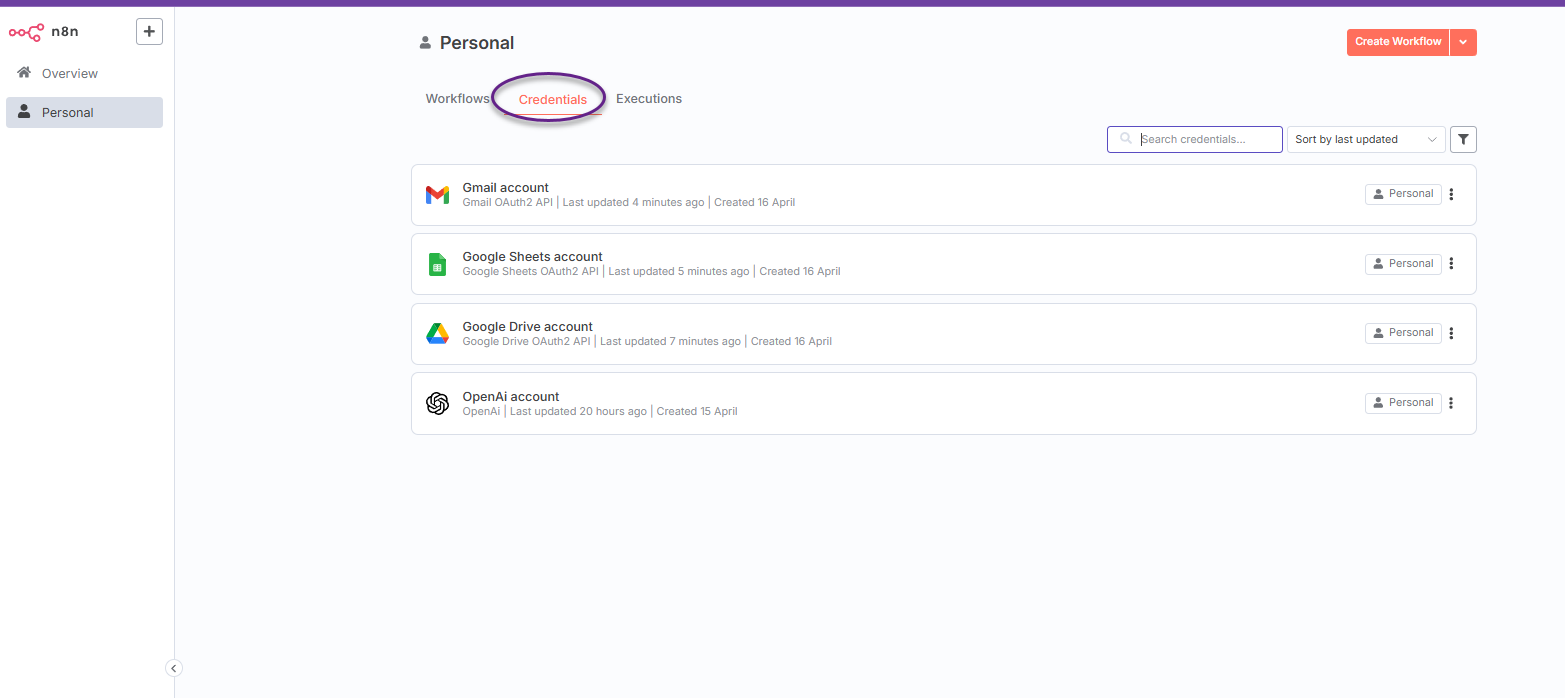 n8n
+
Overview
Personal
Personal
Create Workflow
Workflows
Credentials
Executions
Search credentials...
Sort by last updated
Gmail account
Gmail OAuth2 API | Last updated 4 minutes ago | Created 16 April
Personal
Google Sheets account
Google Sheets OAuth2 API | Last updated 5 minutes ago | Created 16 April
Personal
Google Drive account
Google Drive OAuth2 API | Last updated 7 minutes ago | Created 16 April
Personal
OpenAi account
OpenAi | Last updated 20 hours ago | Created 15 April
Personal